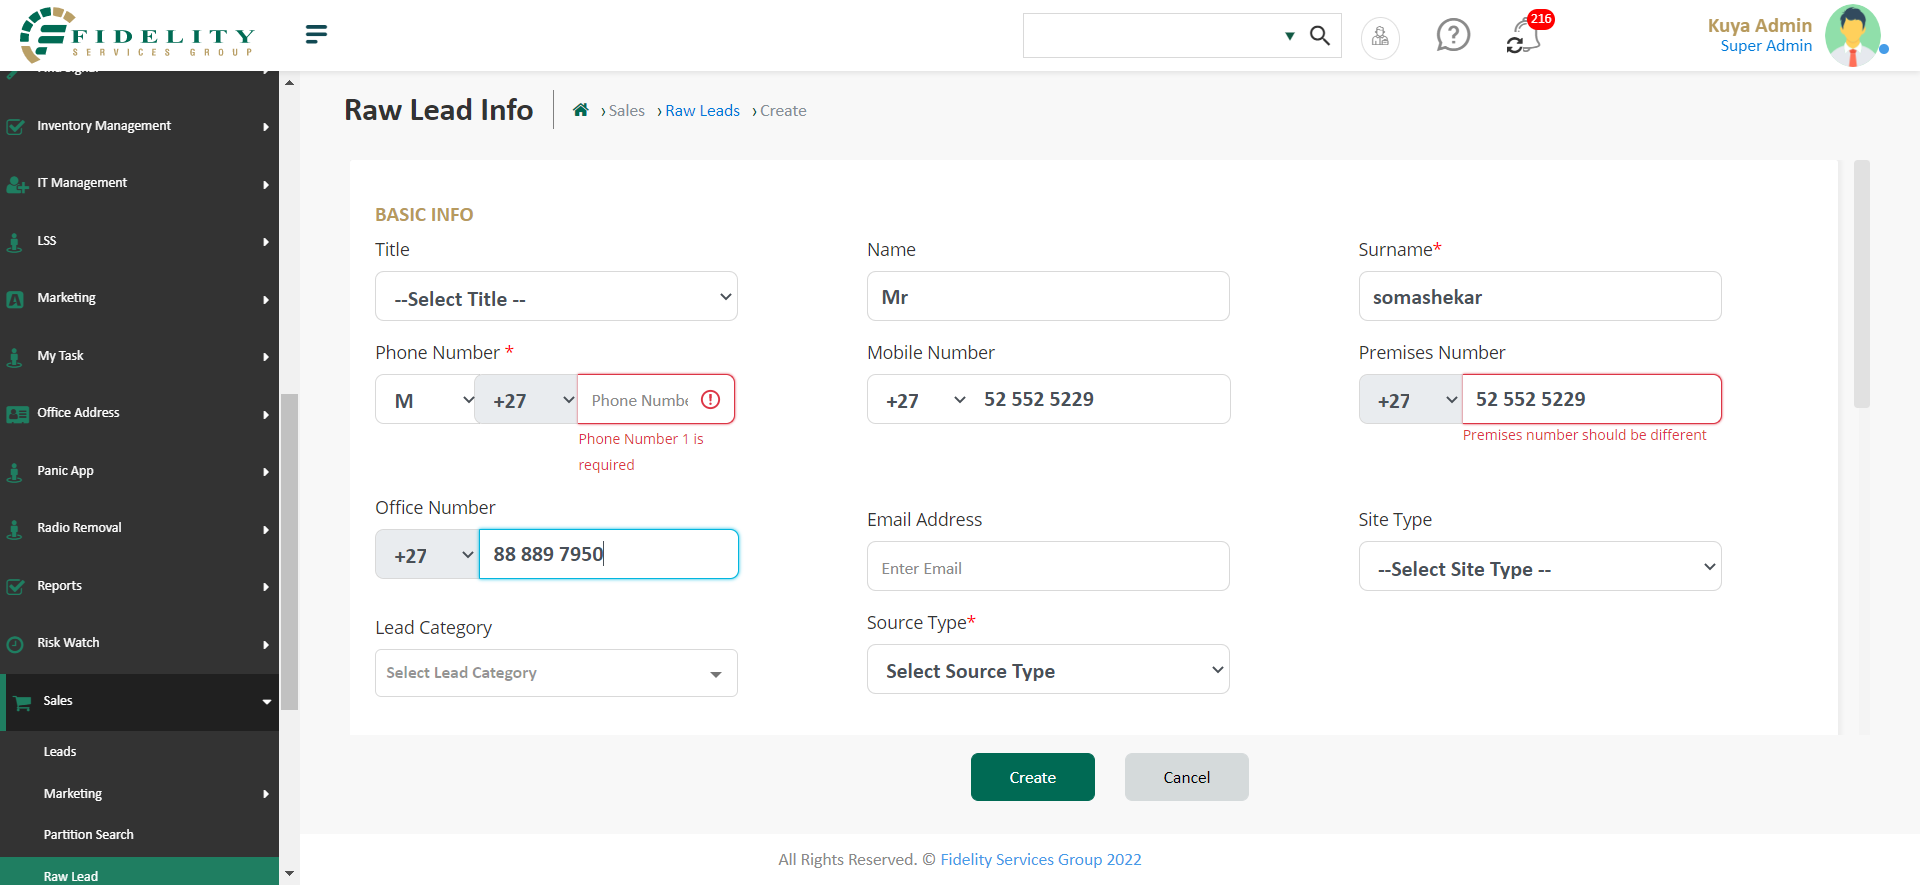 FIDELITY
SERVICES GROUP
216
Kuya Admin
Super Admin
Inventory Management
IT Management
LSS
Marketing
My Task
Office Address
Panic App
Radio Removal
Reports
Risk Watch
Sales
Leads
Marketing
Partition Search
Raw Lead
Raw Lead Info
› Sales › Raw Leads › Create
BASIC INFO
Title
Name
Surname*
--Select Title --
Mr
somashekar
Phone Number *
Mobile Number
Premises Number
M
+27
+27
52 552 5229
+27
52 552 5229
Phone Number 1 is
required
Premises number should be different
Office Number
Email Address
Site Type
+27
88 889 7950
Enter Email
--Select Site Type --
Lead Category
Source Type*
Select Lead Category
Select Source Type
Create
Cancel
All Rights Reserved. © Fidelity Services Group 2022